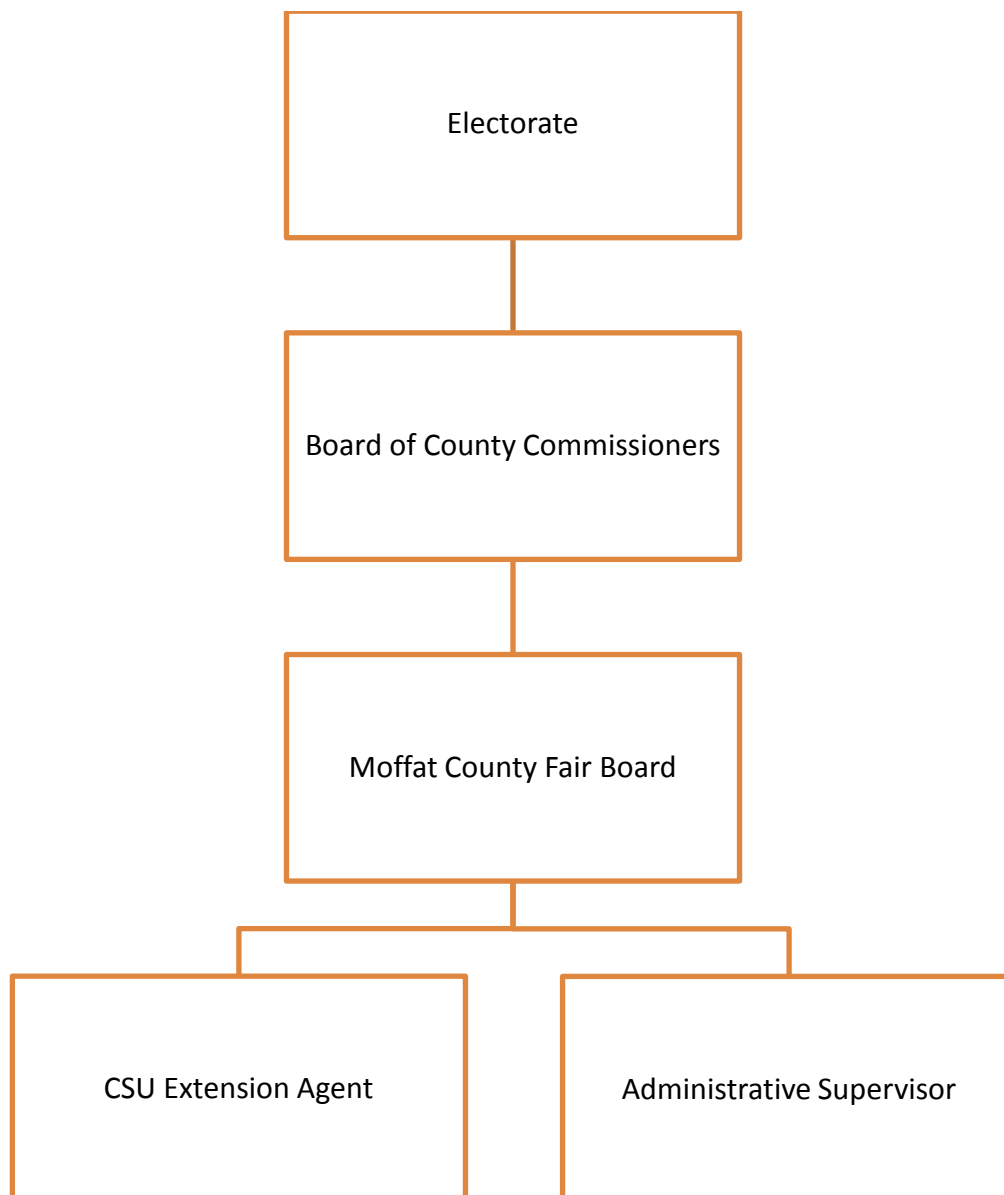 Electorate
Board of County Commissioners
Moffat County Fair Board
CSU Extension Agent
Administrative Supervisor